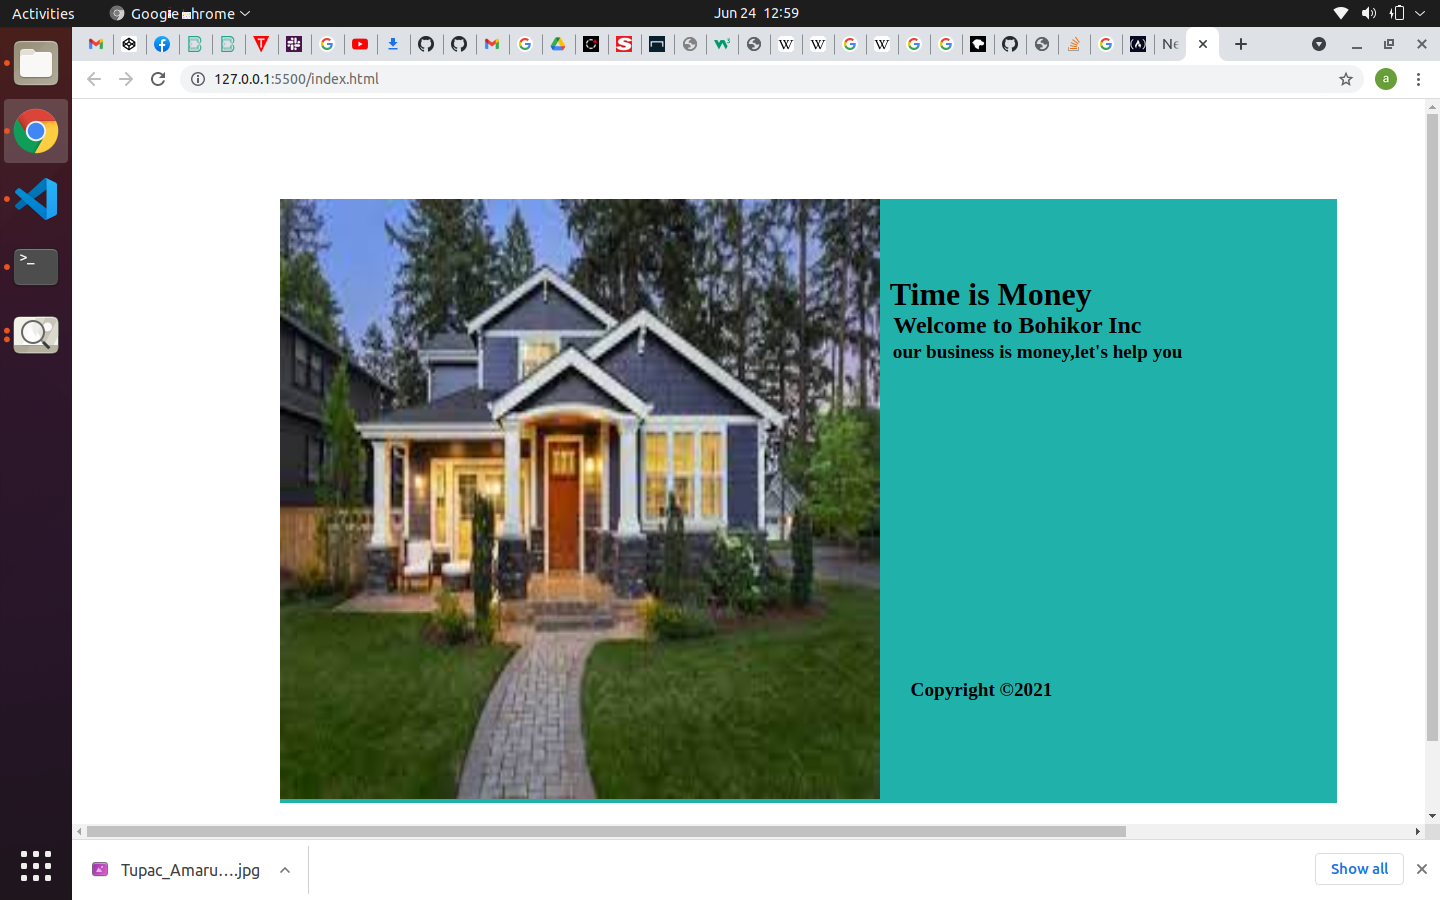 Activities
Google Chrome
Jun 24 12:59
Ne
127.0.0.1:5500/index.html
a
Time is Money
Welcome to Bohikor Inc
our business is money,let's help you
Copyright ©2021
Tupac_Amaru....jpg
Show all